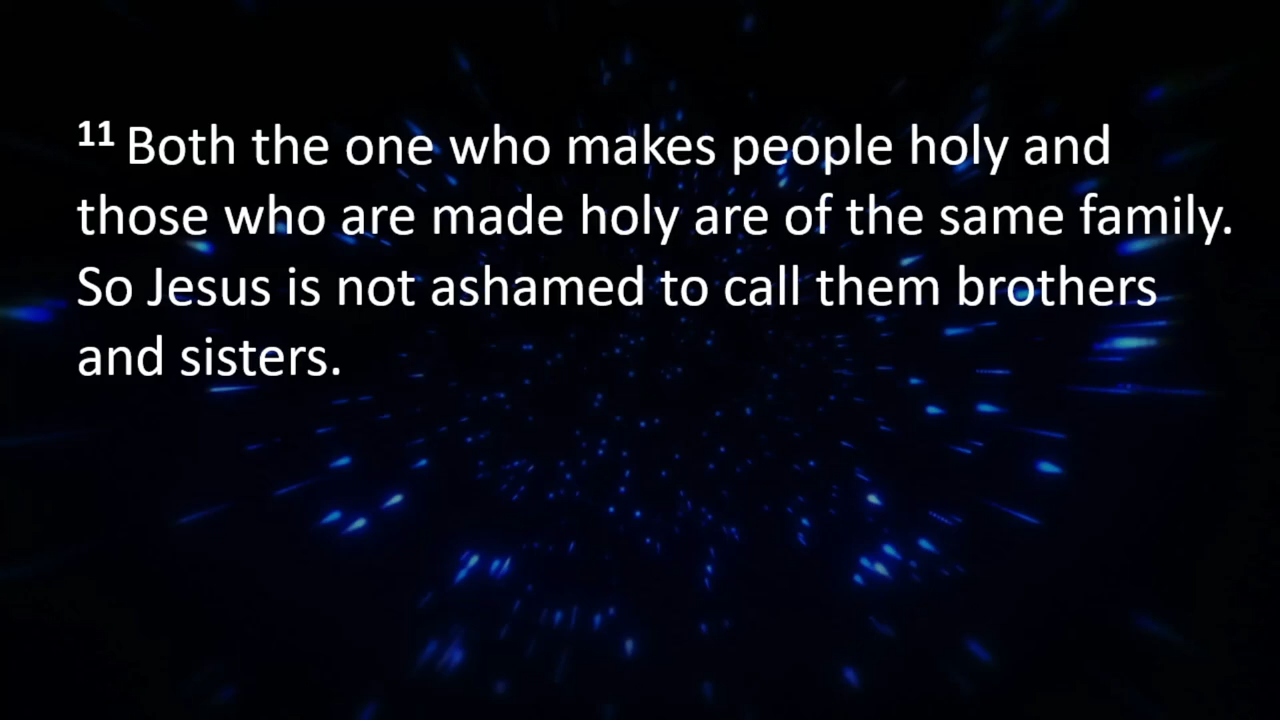 11 Both the one who makes people holy and
those who are made holy are of the same family.
So Jesus is not ashamed to call them brothers
and sisters.